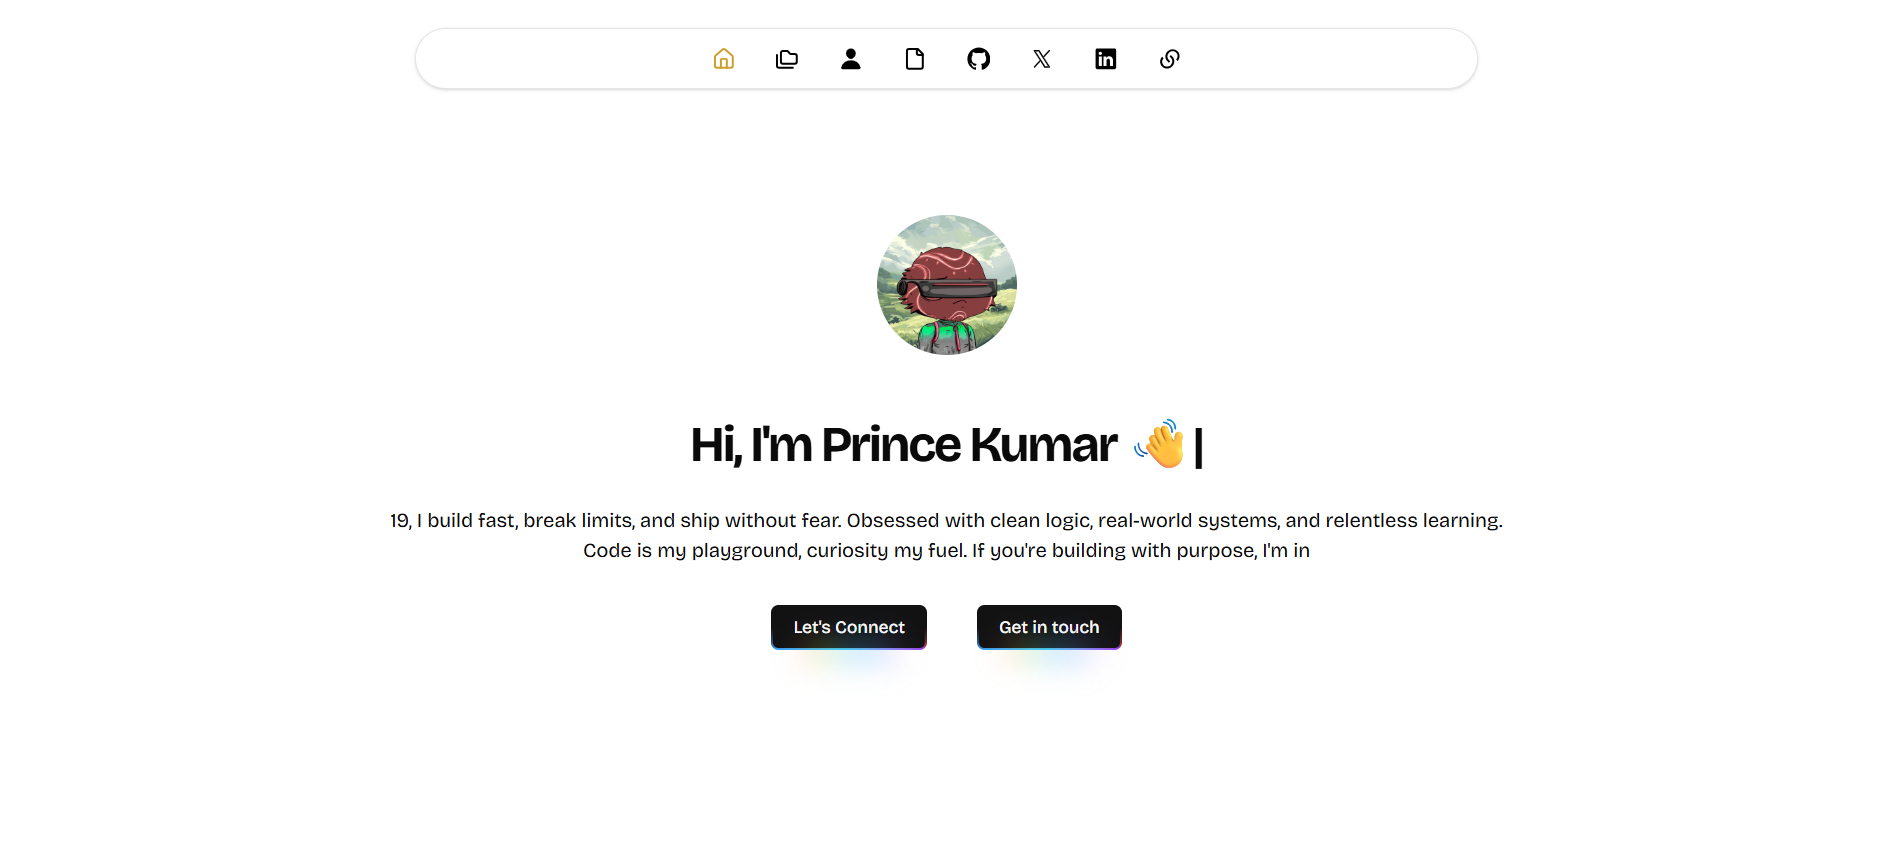 Hi, I'm Prince Kumar 👋 |
19, I build fast, break limits, and ship without fear. Obsessed with clean logic, real-world systems, and relentless learning.
Code is my playground, curiosity my fuel. If you're building with purpose, I'm in
Let's Connect
Get in touch